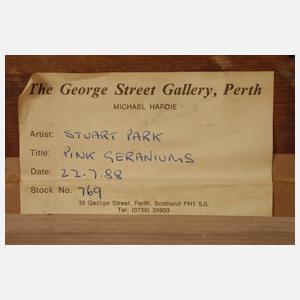 The George Street Gallery, Perth
MICHAEL HARDIE
Artist: STUART PARK
Title: PINK GERANIUMS
Date: 22.7.88
Stock No. 769
38 George Street, Perth, Scotland PH1 5JL
Tel: (0738) 38953